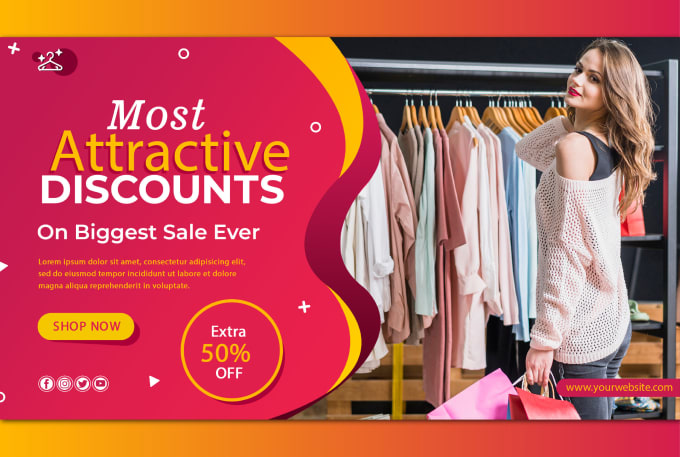 Most
Attractive
DISCOUNTS
On Biggest Sale Ever
Lorem ipsum dolor sit amet, consectetur adipisicing elit,
sed do eiusmod tempor incididunt ut labore et dolore
magna aliqua reprehenderit in voluptate.
SHOP NOW
Extra
50%
OFF
www.yourwebsite.com